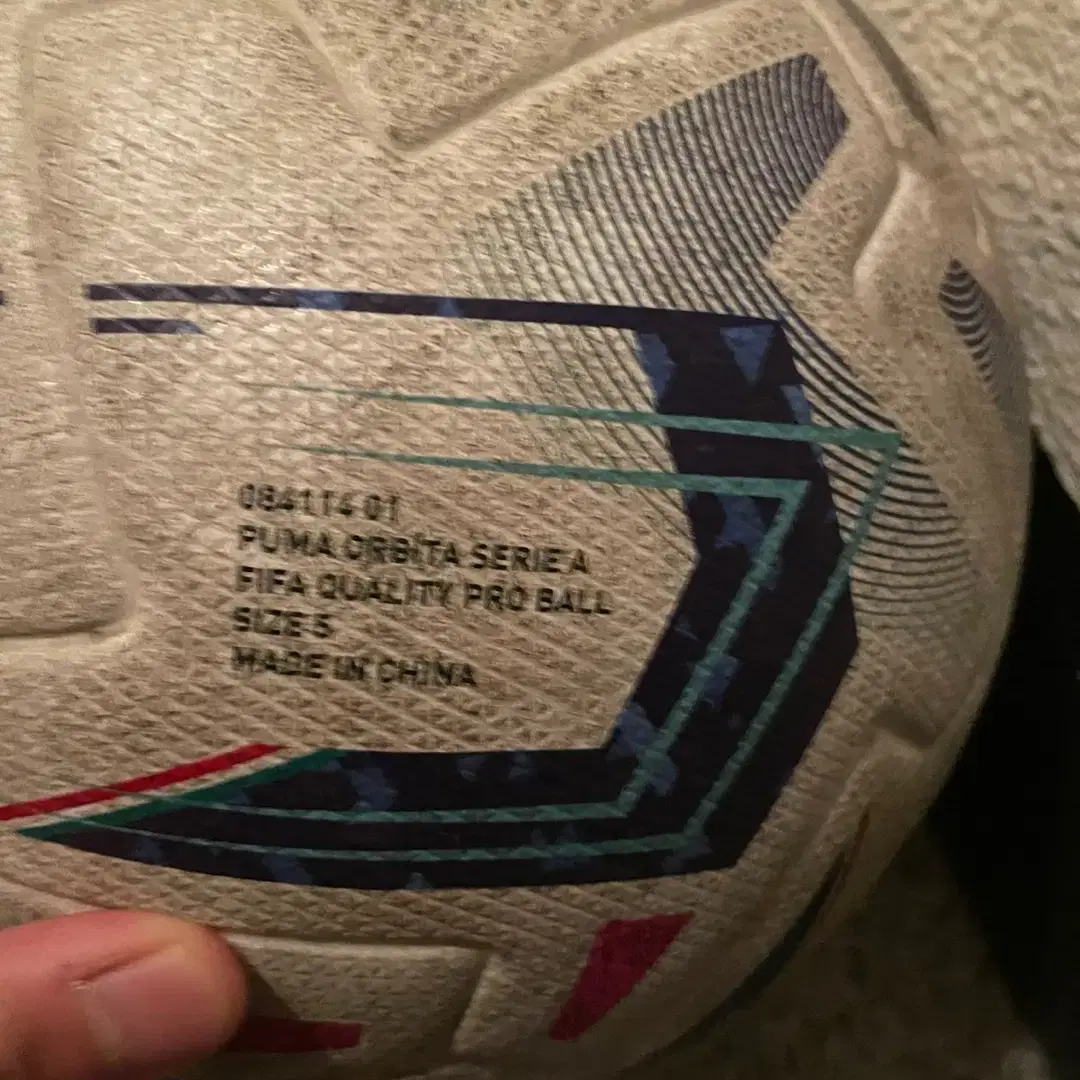 084114 01
PUMA ORBITA SERIE A
FIFA QUALITY PRO BALL
SIZE 5
MADE IN CHINA